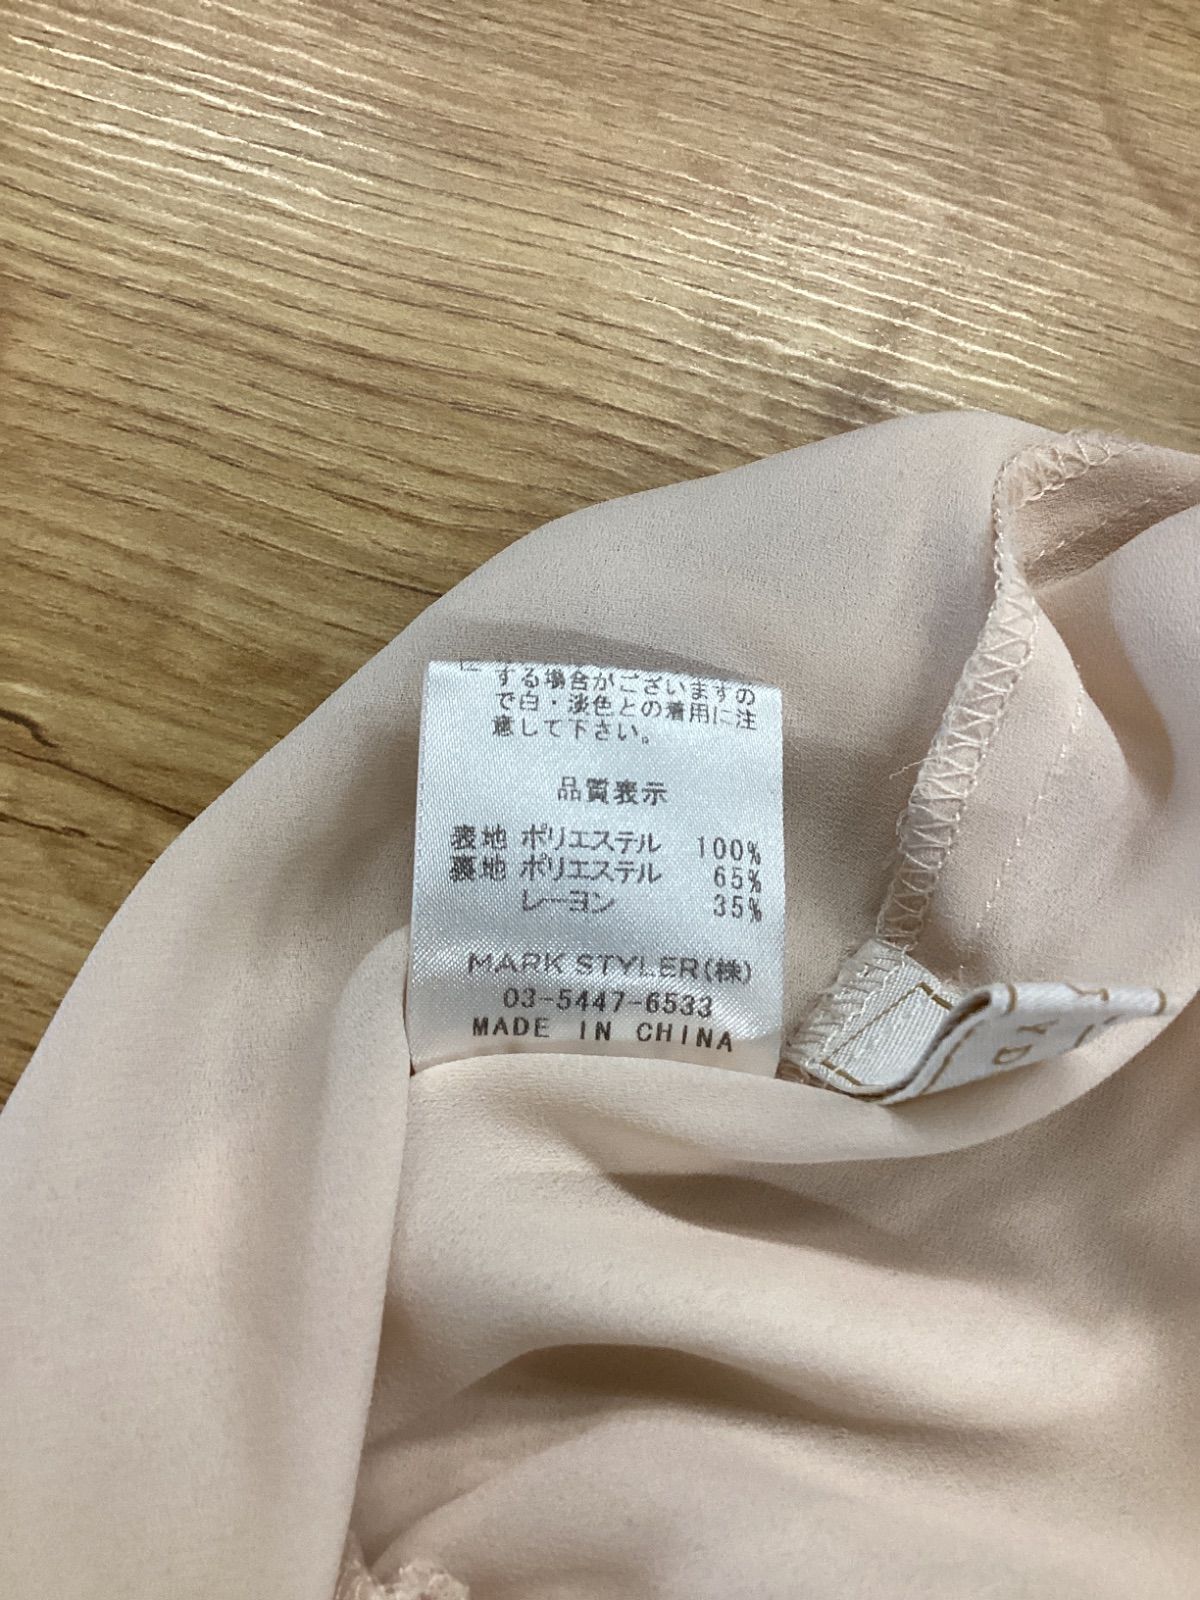 する場合がございますの
で白・淡色との着用に注
意して下さい。
品質表示
表地 ポリエステル 100%
裏地 ポリエステル 65%
レーヨン 35%
MARK STYLER(株)
03-5447-6533
MADE IN CHINA